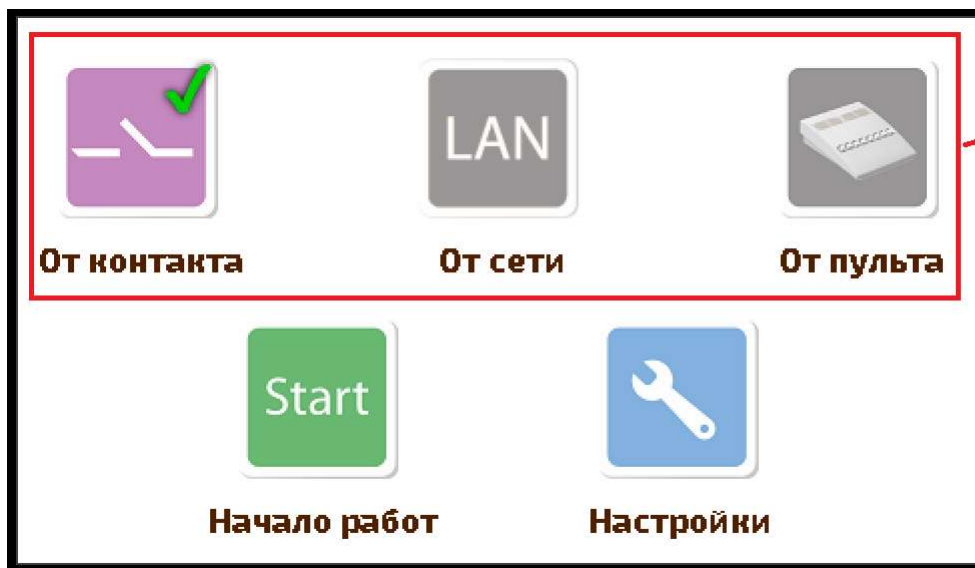 LAN
От контакта
От сети
От пульта
Start
Начало работ
Настройки